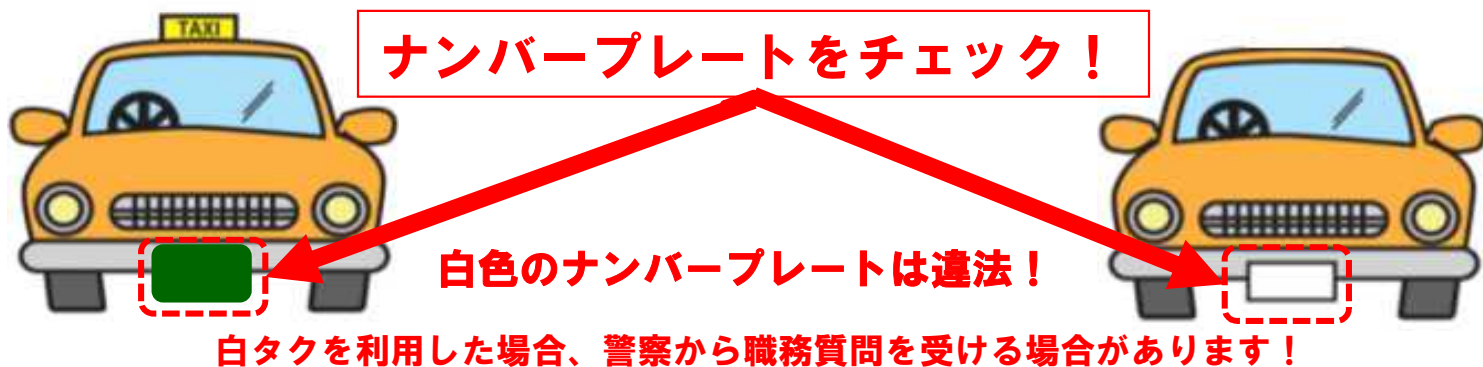 TAXI
ナンバープレートをチェック！
白色のナンバープレートは違法！
白タクを利用した場合、警察から職務質問を受ける場合があります！